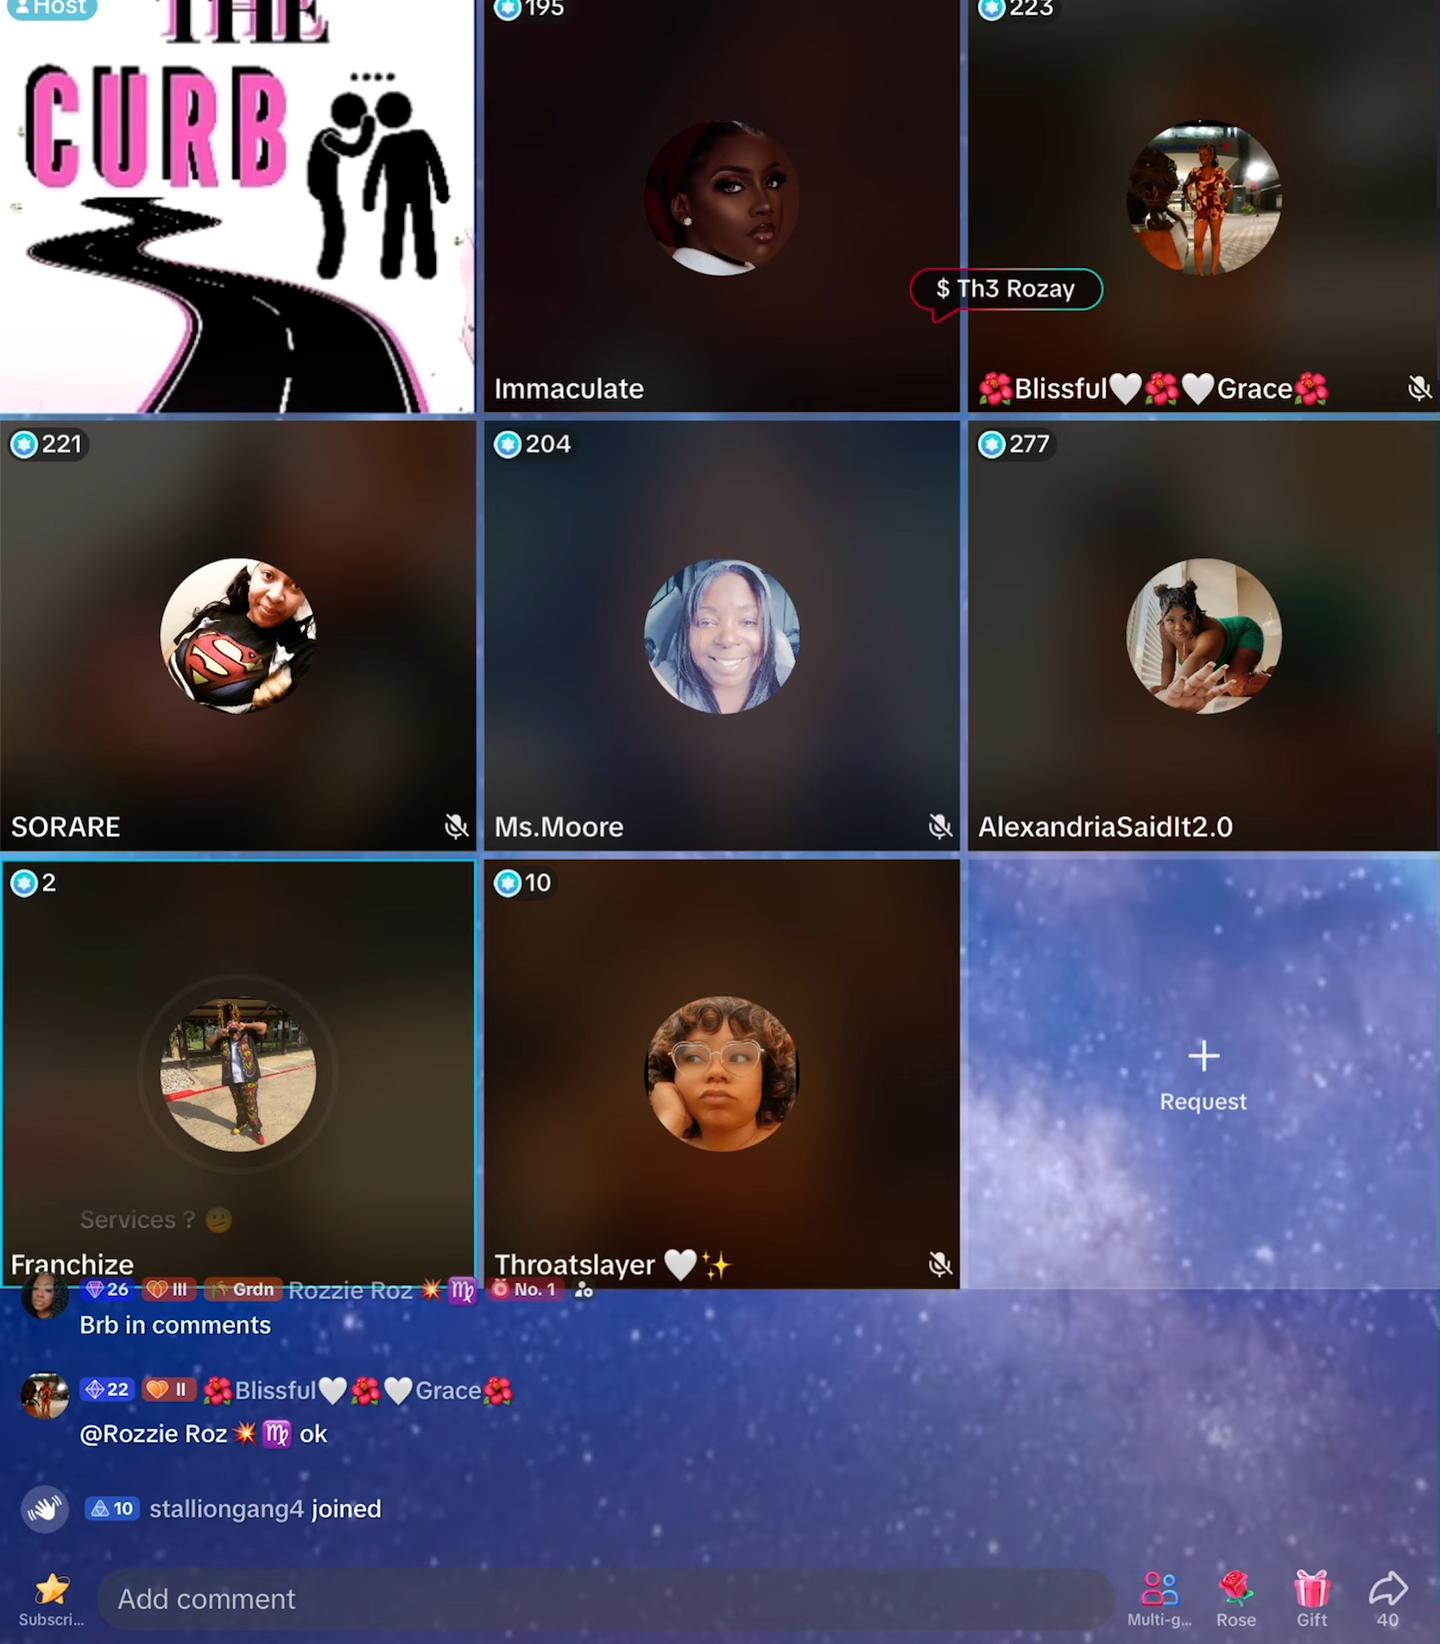 Host
THE
CURB
195
223
$ Th3 Rozay
Immaculate
🌺Blissful🤍🌺🤍Grace🌺
221
204
277
SORARE
Ms.Moore
AlexandriaSaidIt2.0
2
10
+
Request
Services ? 🫤
Franchize
Throatslayer 🤍✨
26 III Grdn Rozzie Roz 💥♍ No. 1
Brb in comments
22 II 🌺Blissful🤍🌺🤍Grace🌺
@Rozzie Roz 💥♍ ok
10 stalliongang4 joined
Add comment
Subscri...
Multi-g...
Rose
Gift
40